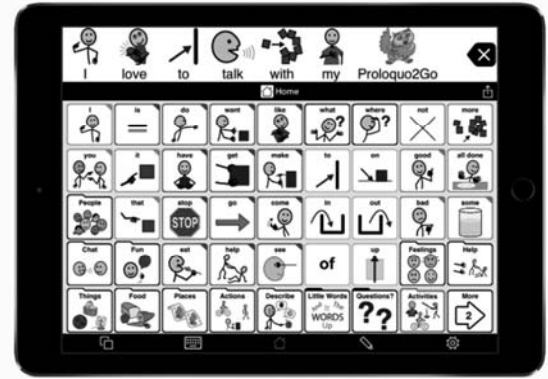 I love to talk with my Proloquo2Go
Home
I is do want like what where not more
you it have get make to on good all done
People that stop go come in out bad some
STOP
Chat Fun eat help see of up Feelings Help
Things Food Places Actions Describe Little Words Questions? Activities More
WORDS
Up
??
2